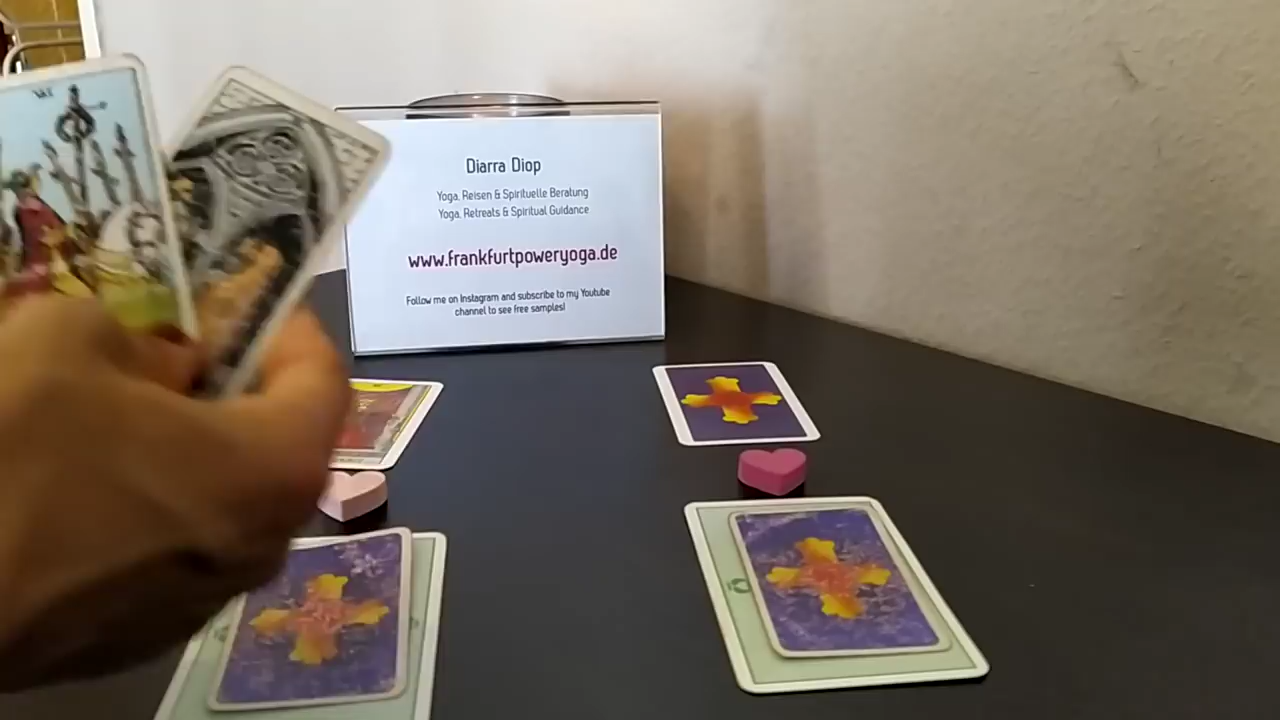 VI
Diarra Diop
Yoga, Reisen & Spirituelle Beratung
Yoga, Retreats & Spiritual Guidance
www.frankfurtpoweryoga.de
Follow me on Instagram and subscribe to my Youtube
channel to see free samples!